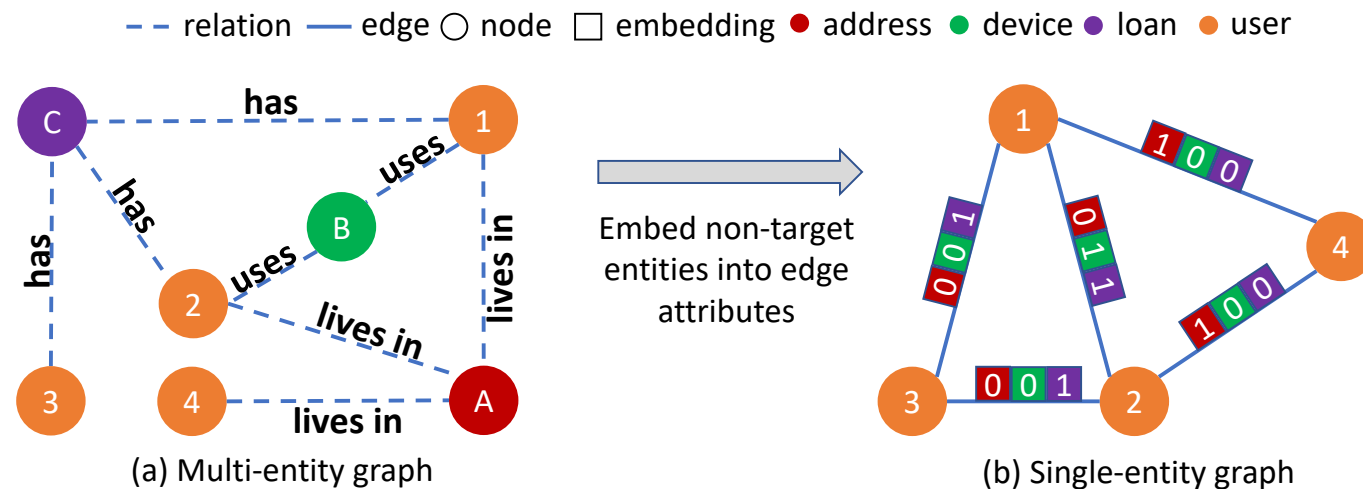 relation edge node embedding address device loan user
C
has
1
has
uses
B
has
uses
2
lives in
lives in
3
4
lives in
A
(a) Multi-entity graph
Embed non-target
entities into edge
attributes
1
1 0 0
0 0 1
0 1 1
4
1 0 0
3
0 0 1
2
(b) Single-entity graph